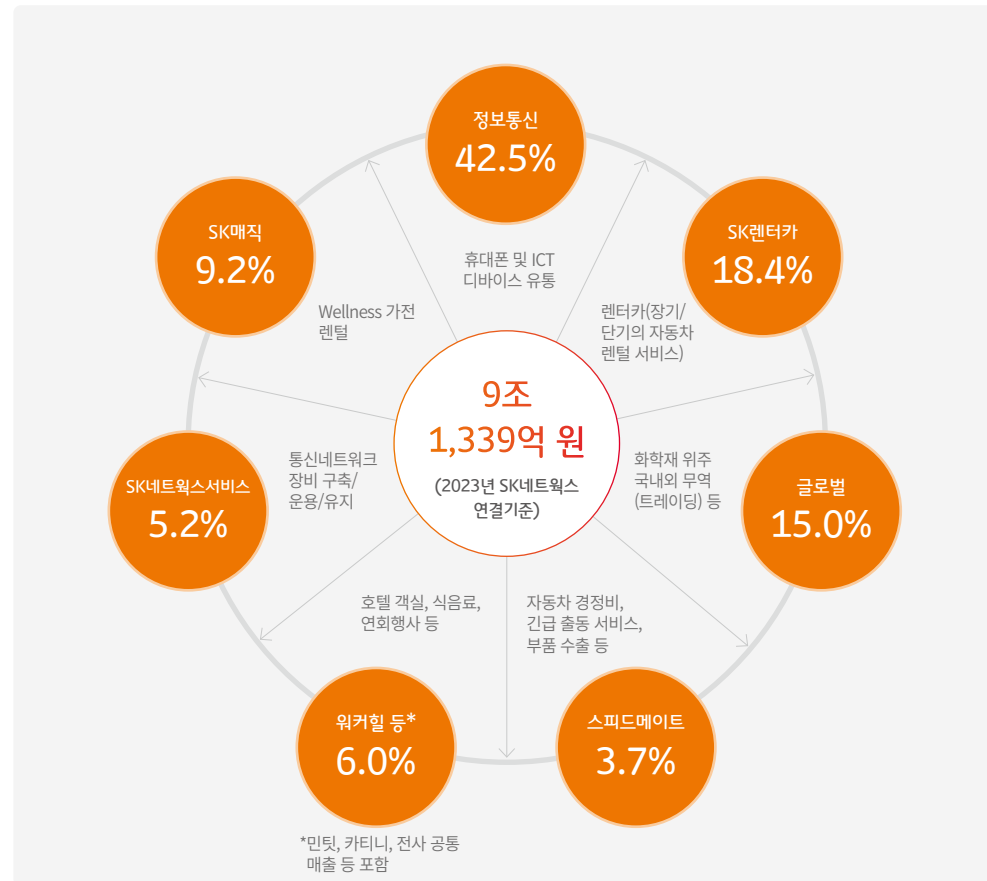 정보통신
42.5%
SK매직
9.2%
SK렌터카
18.4%
휴대폰 및 ICT
디바이스 유통
Wellness 가전
렌털
렌터카(장기/
단기의 자동차
렌털 서비스)
9조
1,339억 원
(2023년 SK네트웍스
연결기준)
통신네트워크
장비 구축/
운용/유지
화학재 위주
국내외 무역
(트레이딩) 등
SK네트웍스서비스
5.2%
글로벌
15.0%
호텔 객실, 식음료,
연회행사 등
자동차 경정비,
긴급 출동 서비스,
부품 수출 등
워커힐 등*
6.0%
스피드메이트
3.7%
*민팃, 카티니, 전사 공통
매출 등 포함